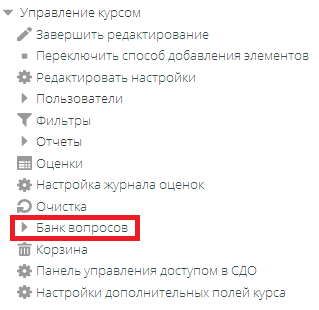 Управление курсом
Завершить редактирование
Переключить способ добавления элементов
Редактировать настройки
Пользователи
Фильтры
Отчеты
Оценки
Настройка журнала оценок
Очистка
Банк вопросов
Корзина
Панель управления доступом в СДО
Настройки дополнительных полей курса